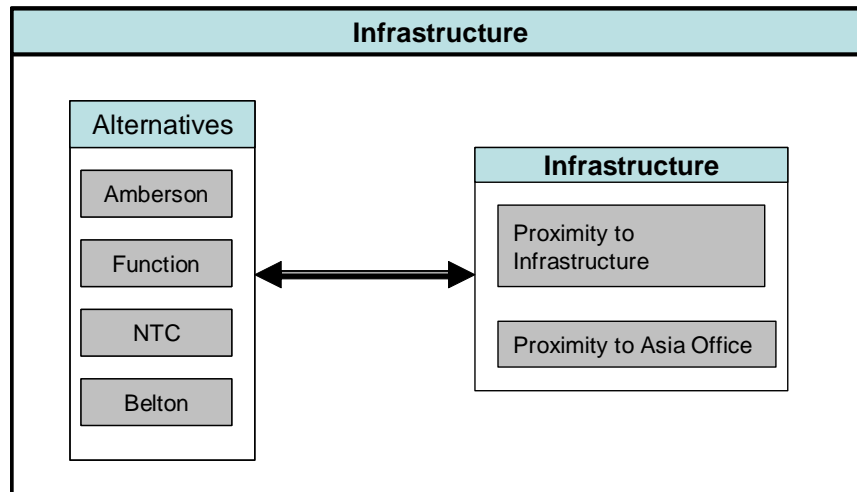 Infrastructure
Alternatives
Amberson
Function
NTC
Belton
Infrastructure
Proximity to
Infrastructure
Proximity to Asia Office